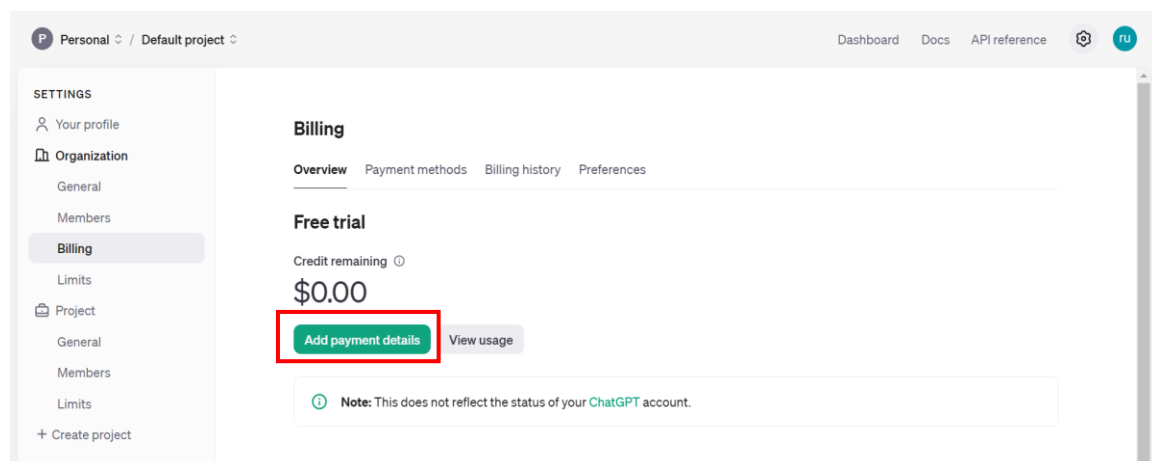 P Personal / Default project
Dashboard Docs API reference ru
SETTINGS
Your profile
Organization
General
Members
Billing
Limits
Project
General
Members
Limits
+ Create project
Billing
Overview Payment methods Billing history Preferences
Free trial
Credit remaining
$0.00
Add payment details View usage
Note: This does not reflect the status of your ChatGPT account.